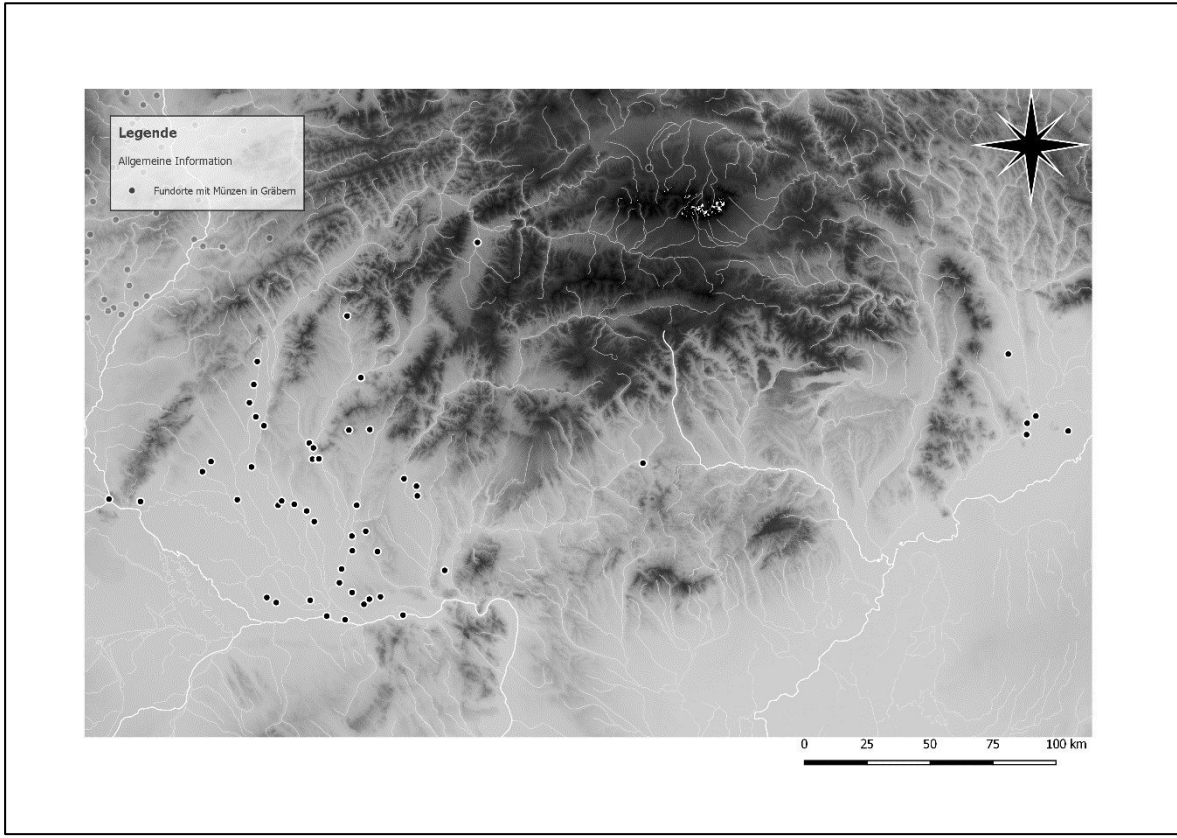 Legende
Allgemeine Information
Fundorte mit Münzen in Gräbern
0 25 50 75 100 km